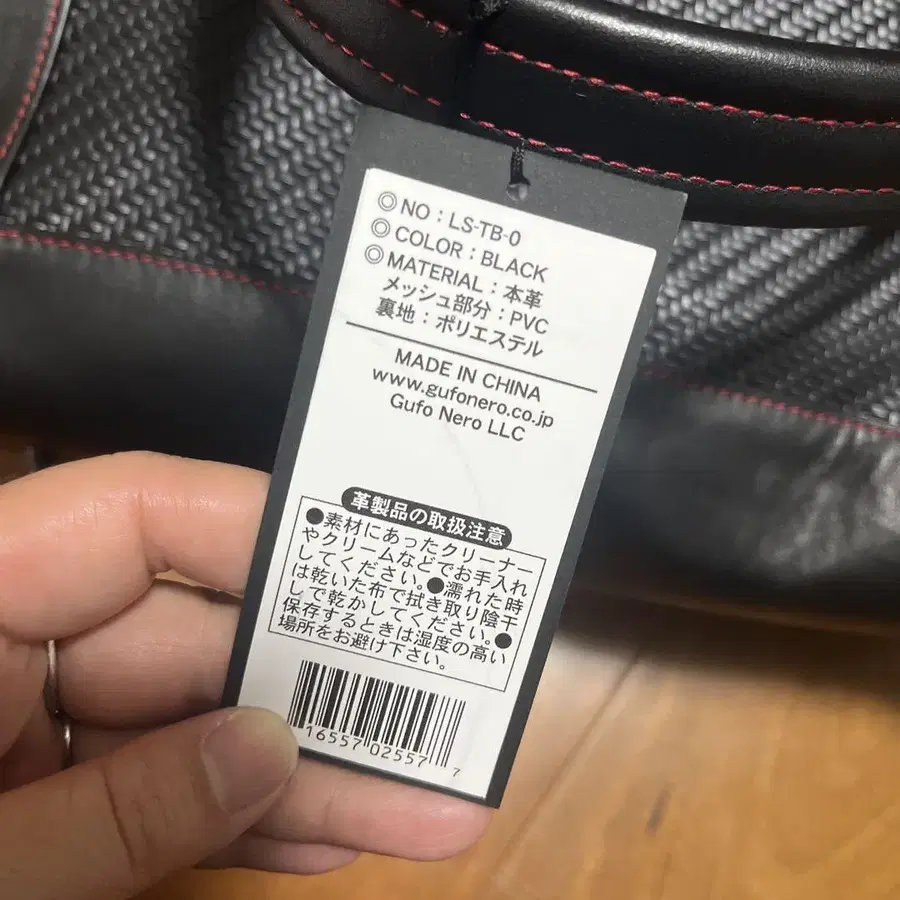 ◎ NO : LS-TB-0
◎ COLOR : BLACK
◎ MATERIAL : 本革
メッシュ部分 : PVC
裏地 : ポリエステル
MADE IN CHINA
www.gufonero.co.jp
Gufo Nero LLC
革製品の取扱注意
●素材にあったクリーナー
やクリームなどでお手入れ
してください。●濡れた時
は乾いた布で拭き取り陰干
しで乾かしてください。●
保存するときは湿度の高い
場所をお避け下さい。
16557 02557 7